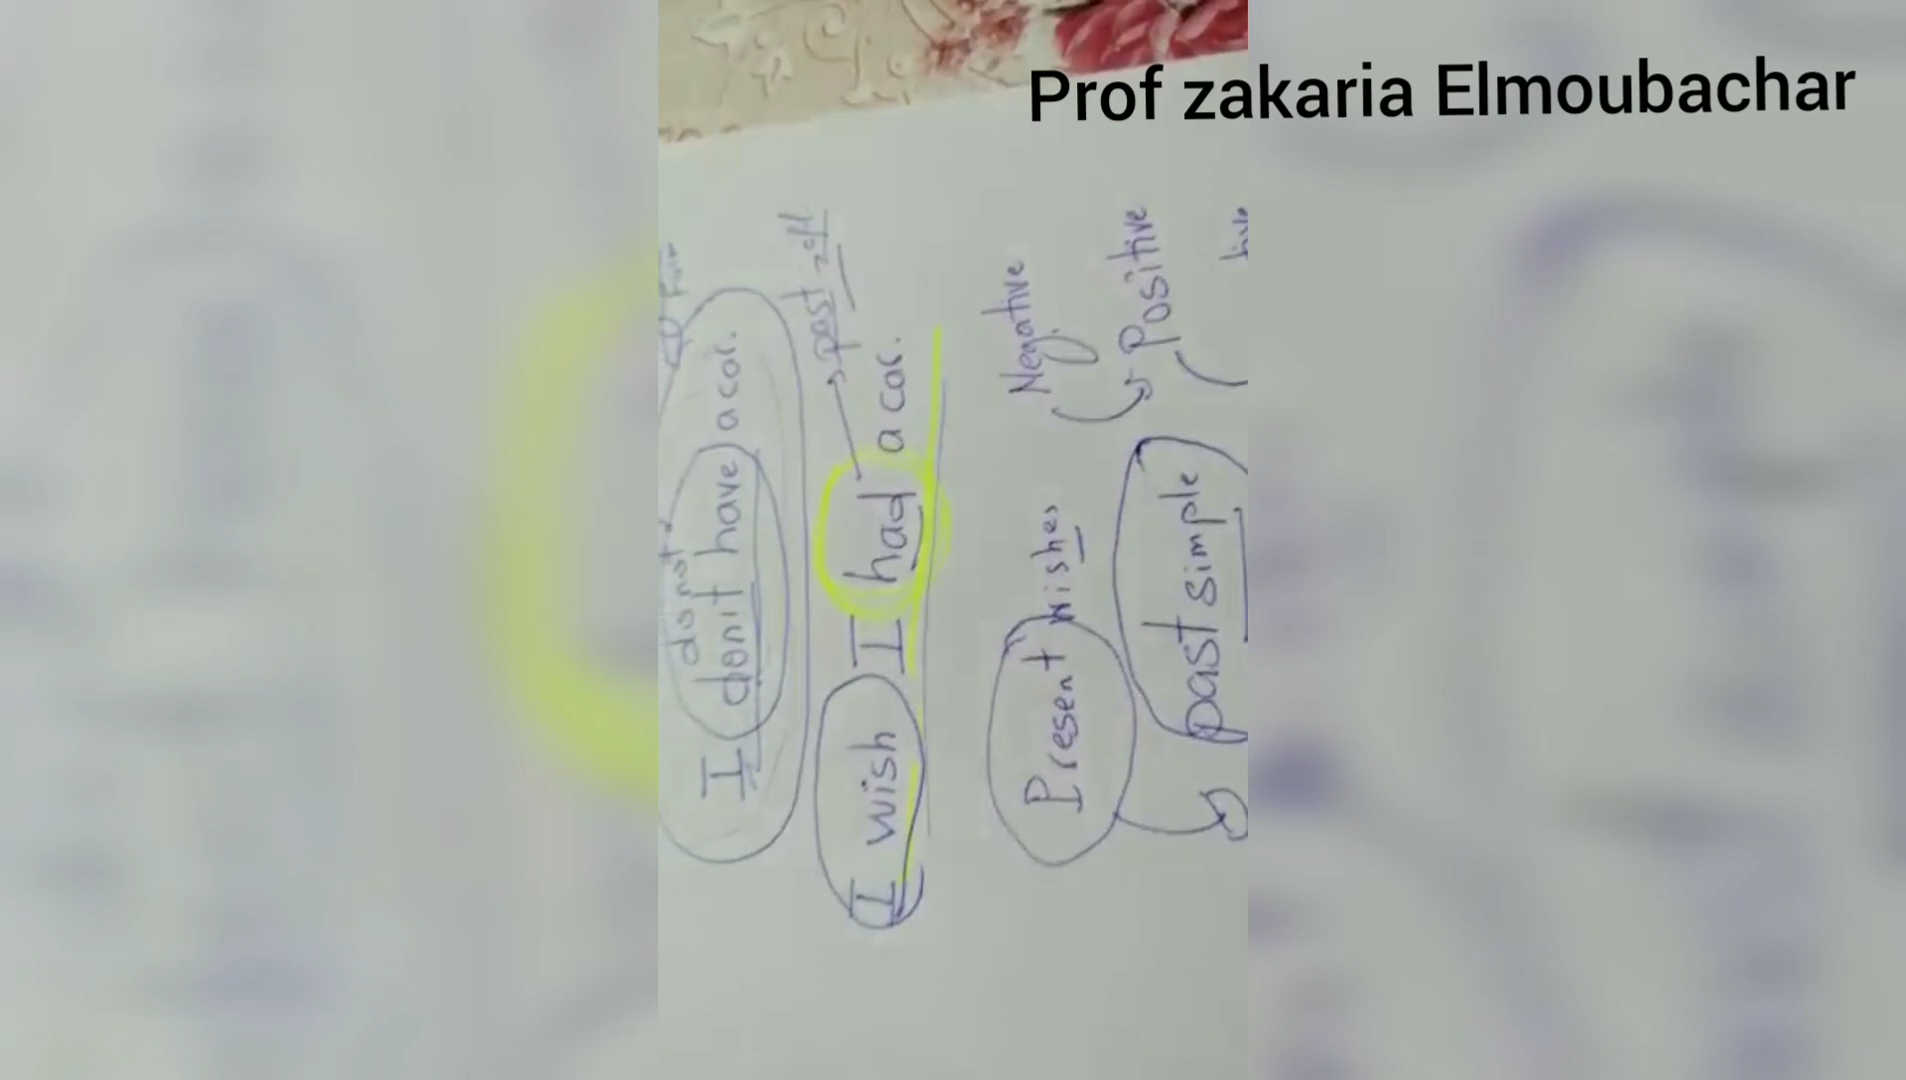 Prof zakaria Elmoubachar
do not
I don't have a car.
past
I wish I had a car.
Negative
Present wishes
Positive
past simple